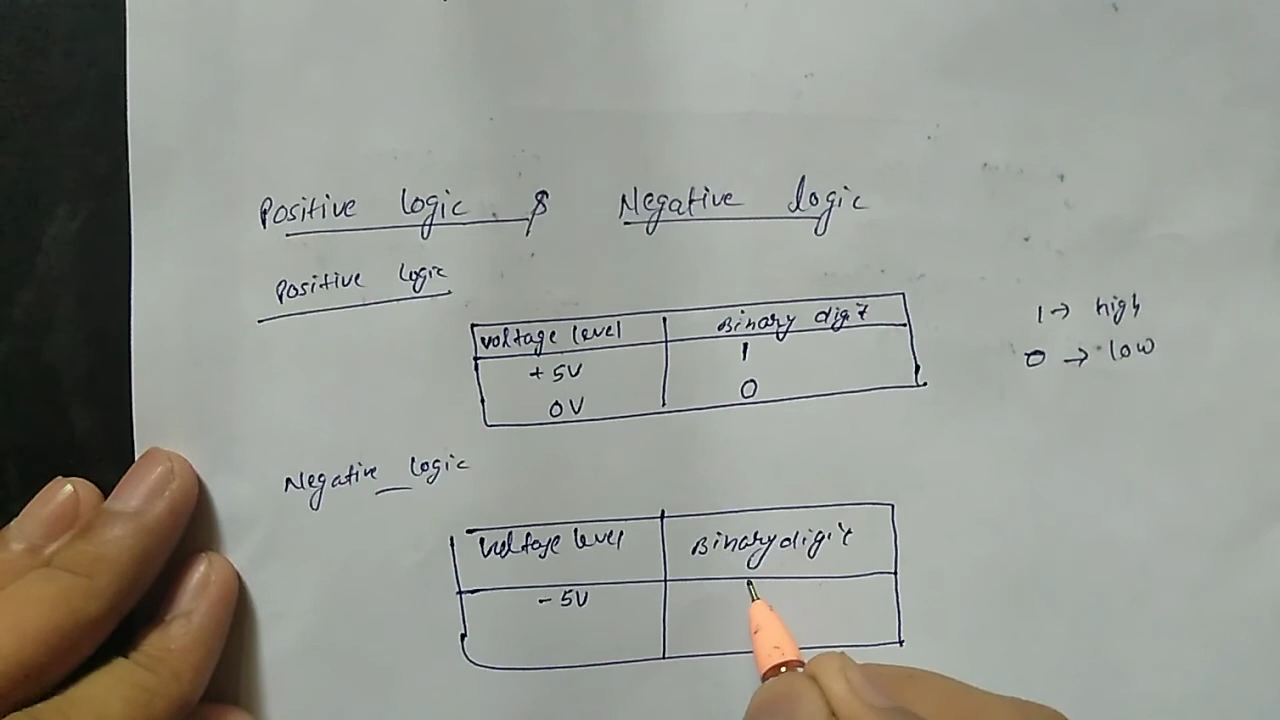 Positive logic & Negative logic
Positive logic
voltage level Binary digit
+5V 1
0V 0
1 → high
0 → low
Negative logic
voltage level Binary digit
-5V